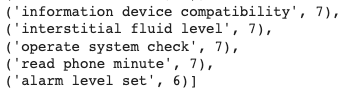 ('information device compatibility', 7),
('interstitial fluid level', 7),
('operate system check', 7),
('read phone minute', 7),
('alarm level set', 6)]